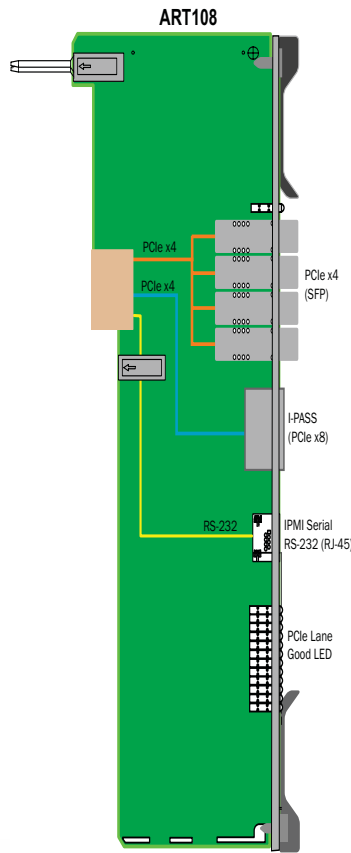 ART108
PCIe x4
PCIe x4
PCIe x4
(SFP)
I-PASS
(PCIe x8)
RS-232
IPMI Serial
RS-232 (RJ-45)
PCIe Lane
Good LED